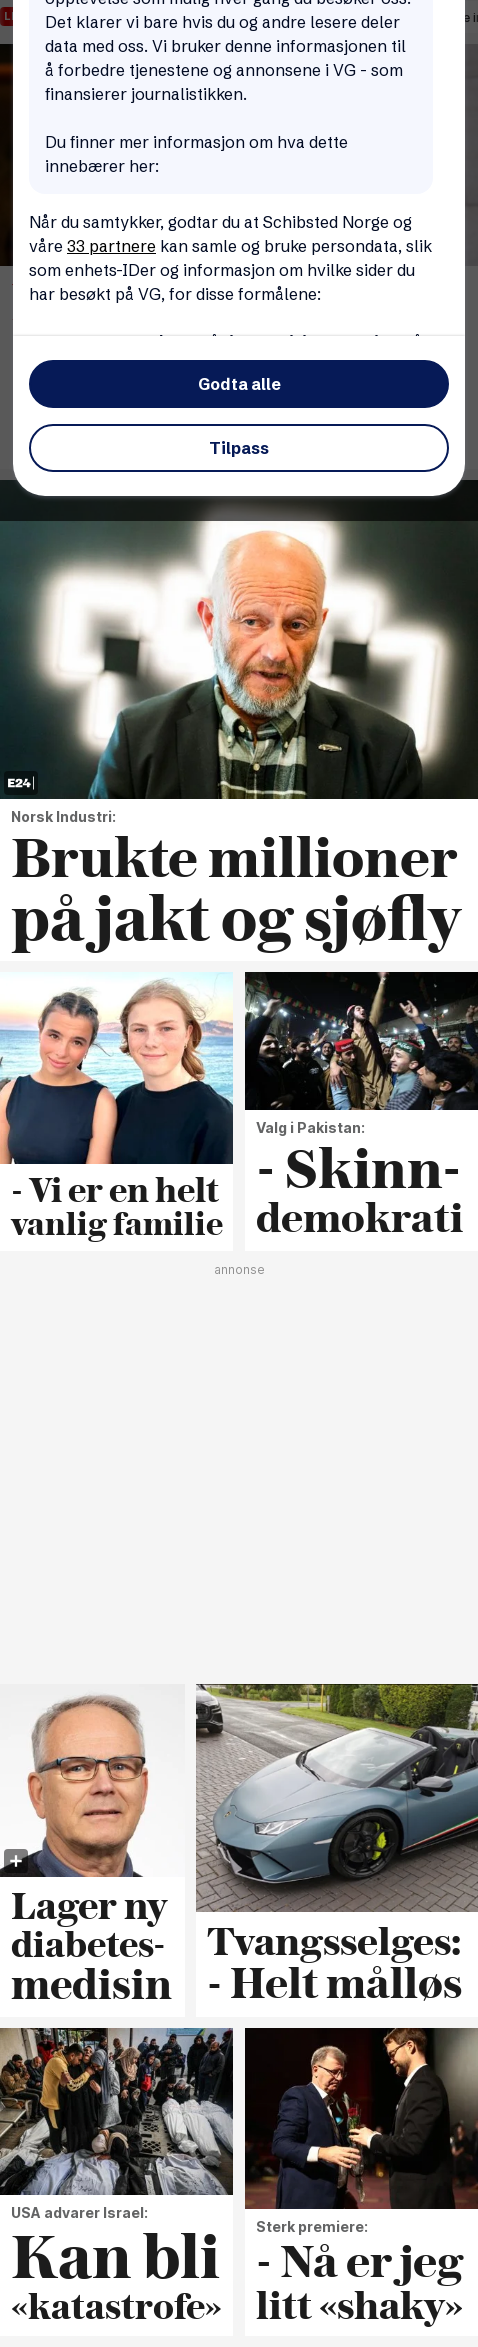 Det klarer vi bare hvis du og andre lesere deler
data med oss. Vi bruker denne informasjonen til
å forbedre tjenestene og annonsene i VG - som
finansierer journalistikken.
Du finner mer informasjon om hva dette
innebærer her:
Når du samtykker, godtar du at Schibsted Norge og
våre 33 partnere kan samle og bruke persondata, slik
som enhets-IDer og informasjon om hvilke sider du
har besøkt på VG, for disse formålene:
Godta alle
Tilpass
E24
Norsk Industri:
Brukte millioner
på jakt og sjøfly
- Vi er en helt
vanlig familie
Valg i Pakistan:
- Skinn-
demokrati
annonse
Lager ny
diabetes-
medisin
Tvangsselges:
- Helt målløs
USA advarer Israel:
Kan bli
«katastrofe»
Sterk premiere:
- Nå er jeg
litt «shaky»